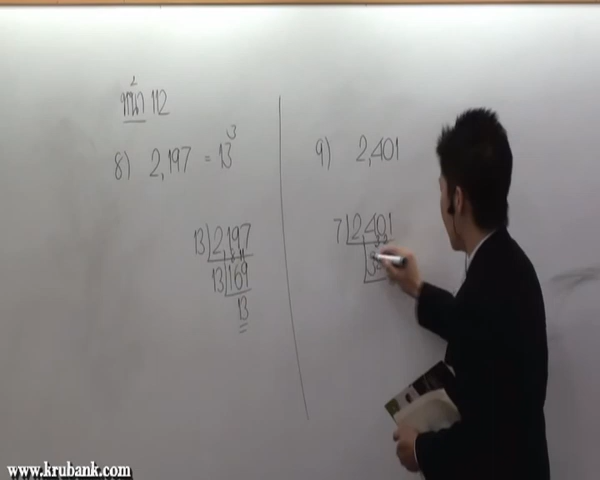 หน้า 112
8) 2,197 = 13³
13 2,197
13 169
13
9) 2,401
7 2,401
3
www.krubank.com